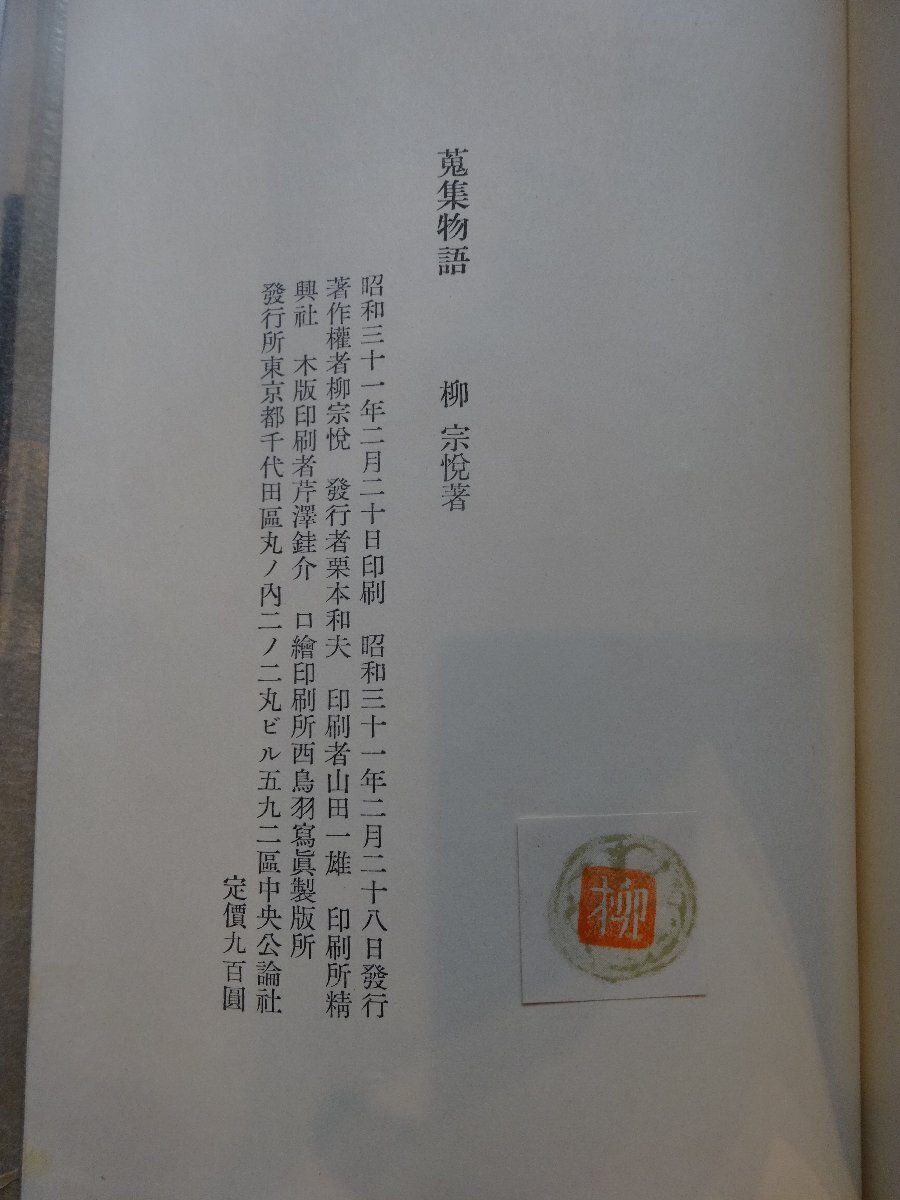 蒐集物語　柳 宗悅著
昭和三十一年二月二十日印刷　昭和三十一年二月二十八日發行
著作權者柳宗悅　發行者栗本和夫　印刷者山田一雄　印刷所精
興社　木版印刷者芹澤銈介　口繪印刷所西鳥羽寫眞製版所
發行所東京都千代田區丸ノ內二ノ二丸ビル五九二區中央公論社
定價九百圓
柳